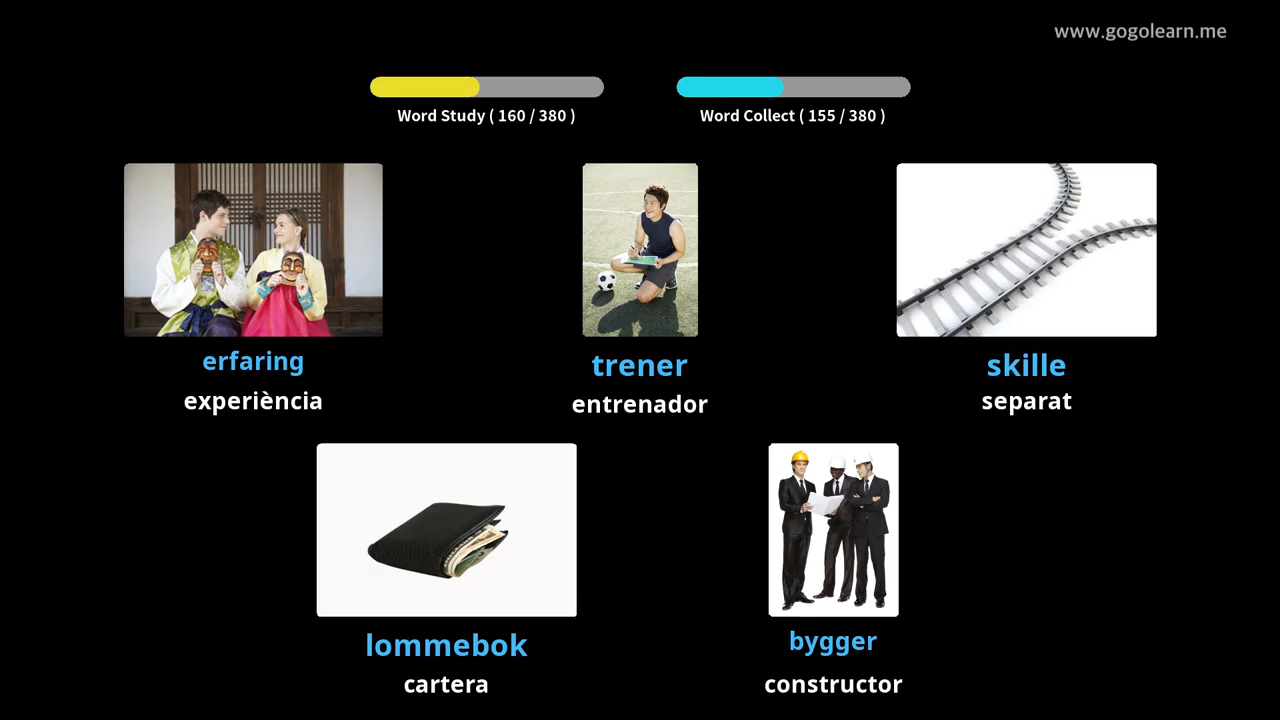 www.gogolearn.me
Word Study ( 160 / 380 )
Word Collect ( 155 / 380 )
erfaring
experiència
trener
entrenador
skille
separat
lommebok
cartera
bygger
constructor